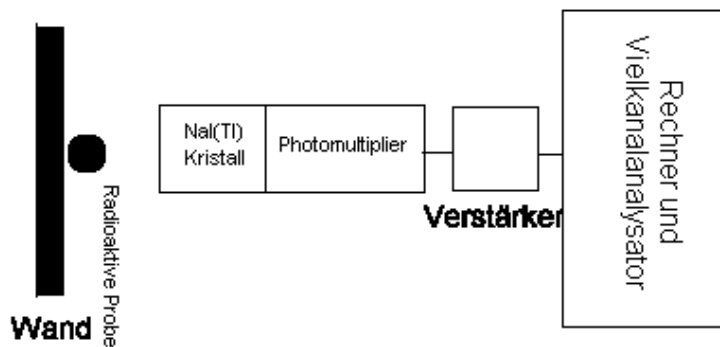 Wand
Radioaktive Probe
NaI(Tl)
Kristall
Photomultiplier
Verstärker
Rechner und
Vielkanalanalysator